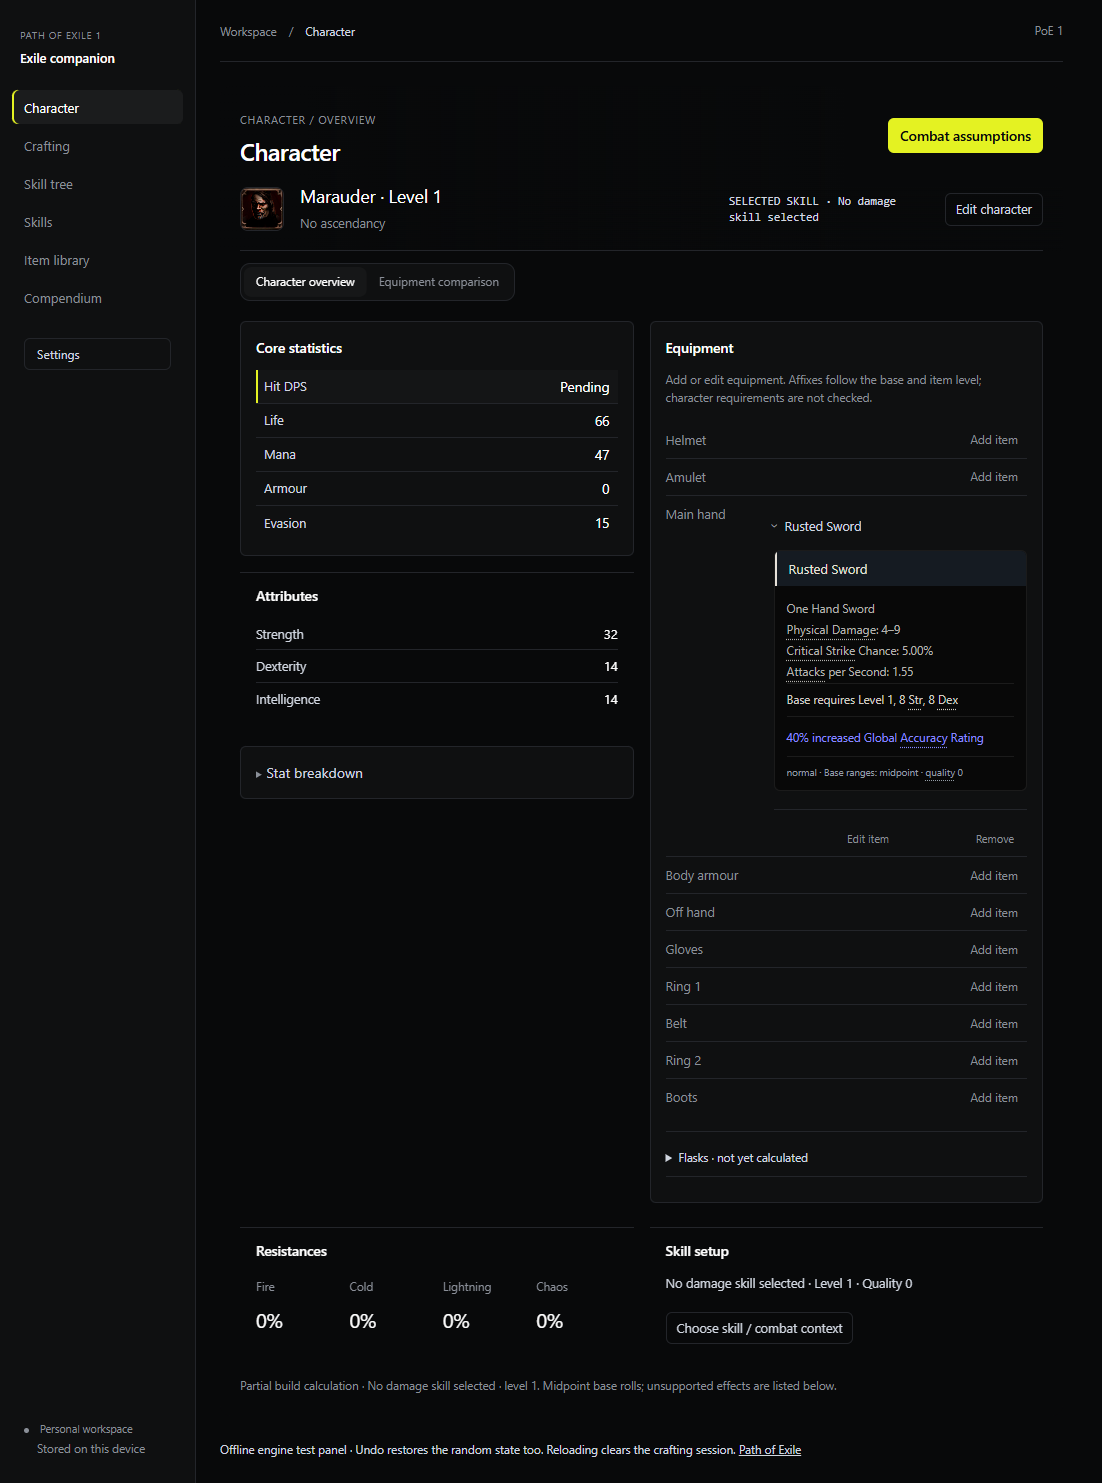 PATH OF EXILE 1
Exile companion
Character
Crafting
Skill tree
Skills
Item library
Compendium
Settings
Personal workspace
Stored on this device
Workspace / Character
PoE 1
CHARACTER / OVERVIEW
Character
Combat assumptions
Marauder · Level 1
No ascendancy
SELECTED SKILL · No damage
skill selected
Edit character
Character overview
Equipment comparison
Core statistics
Hit DPS Pending
Life 66
Mana 47
Armour 0
Evasion 15
Attributes
Strength 32
Dexterity 14
Intelligence 14
Stat breakdown
Equipment
Add or edit equipment. Affixes follow the base and item level;
character requirements are not checked.
Helmet Add item
Amulet Add item
Main hand
Rusted Sword
Rusted Sword
One Hand Sword
Physical Damage: 4–9
Critical Strike Chance: 5.00%
Attacks per Second: 1.55
Base requires Level 1, 8 Str, 8 Dex
40% increased Global Accuracy Rating
normal · Base ranges: midpoint · quality 0
Edit item Remove
Body armour Add item
Off hand Add item
Gloves Add item
Ring 1 Add item
Belt Add item
Ring 2 Add item
Boots Add item
Flasks · not yet calculated
Resistances
Fire Cold Lightning Chaos
0% 0% 0% 0%
Skill setup
No damage skill selected · Level 1 · Quality 0
Choose skill / combat context
Partial build calculation · No damage skill selected · level 1. Midpoint base rolls; unsupported effects are listed below.
Offline engine test panel · Undo restores the random state too. Reloading clears the crafting session. Path of Exile